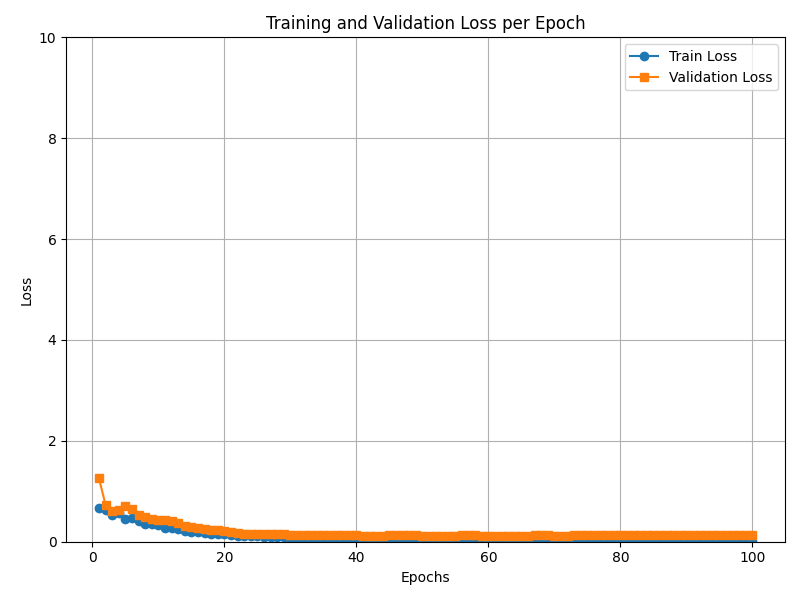 Training and Validation Loss per Epoch
10
8
6
4
2
0
Loss
Train Loss
Validation Loss
0 20 40 60 80 100
Epochs